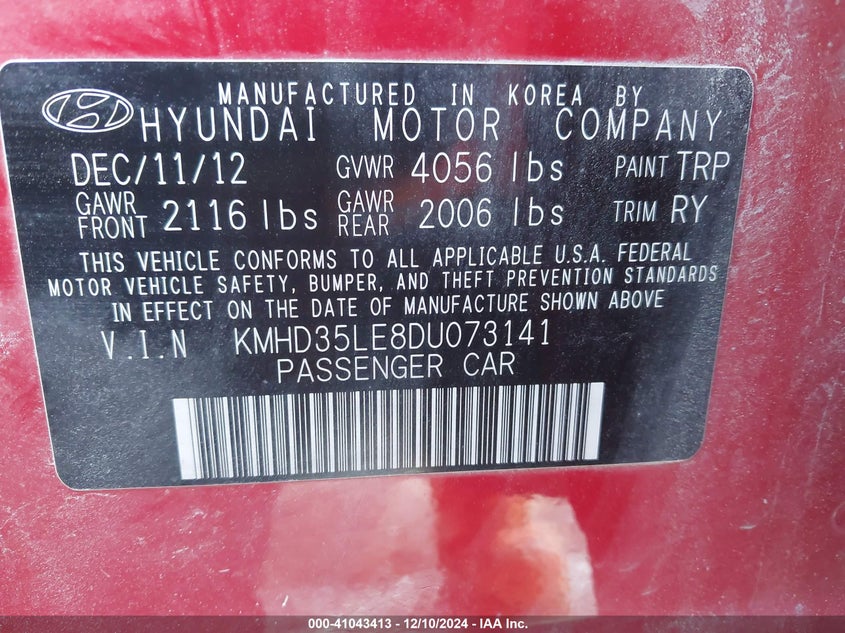 MANUFACTURED IN KOREA BY
HYUNDAI MOTOR COMPANY
DEC/11/12 GVWR 4056 lbs PAINT TRP
GAWR FRONT 2116 lbs GAWR REAR 2006 lbs TRIM RY
THIS VEHICLE CONFORMS TO ALL APPLICABLE U.S.A. FEDERAL
MOTOR VEHICLE SAFETY, BUMPER, AND THEFT PREVENTION STANDARDS
IN EFFECT ON THE DATE OF MANUFACTURE SHOWN ABOVE
V.I.N KMHD35LE8DU073141
PASSENGER CAR
000-41043413 - 12/10/2024 - IAA Inc.